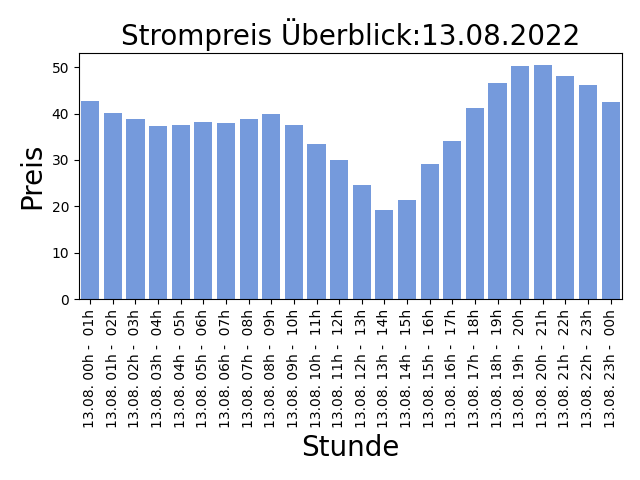 Strompreis Überblick:13.08.2022
Preis
50
40
30
20
10
0
13.08. 00h - 01h
13.08. 01h - 02h
13.08. 02h - 03h
13.08. 03h - 04h
13.08. 04h - 05h
13.08. 05h - 06h
13.08. 06h - 07h
13.08. 07h - 08h
13.08. 08h - 09h
13.08. 09h - 10h
13.08. 10h - 11h
13.08. 11h - 12h
13.08. 12h - 13h
13.08. 13h - 14h
13.08. 14h - 15h
13.08. 15h - 16h
13.08. 16h - 17h
13.08. 17h - 18h
13.08. 18h - 19h
13.08. 19h - 20h
13.08. 20h - 21h
13.08. 21h - 22h
13.08. 22h - 23h
13.08. 23h - 00h
Stunde